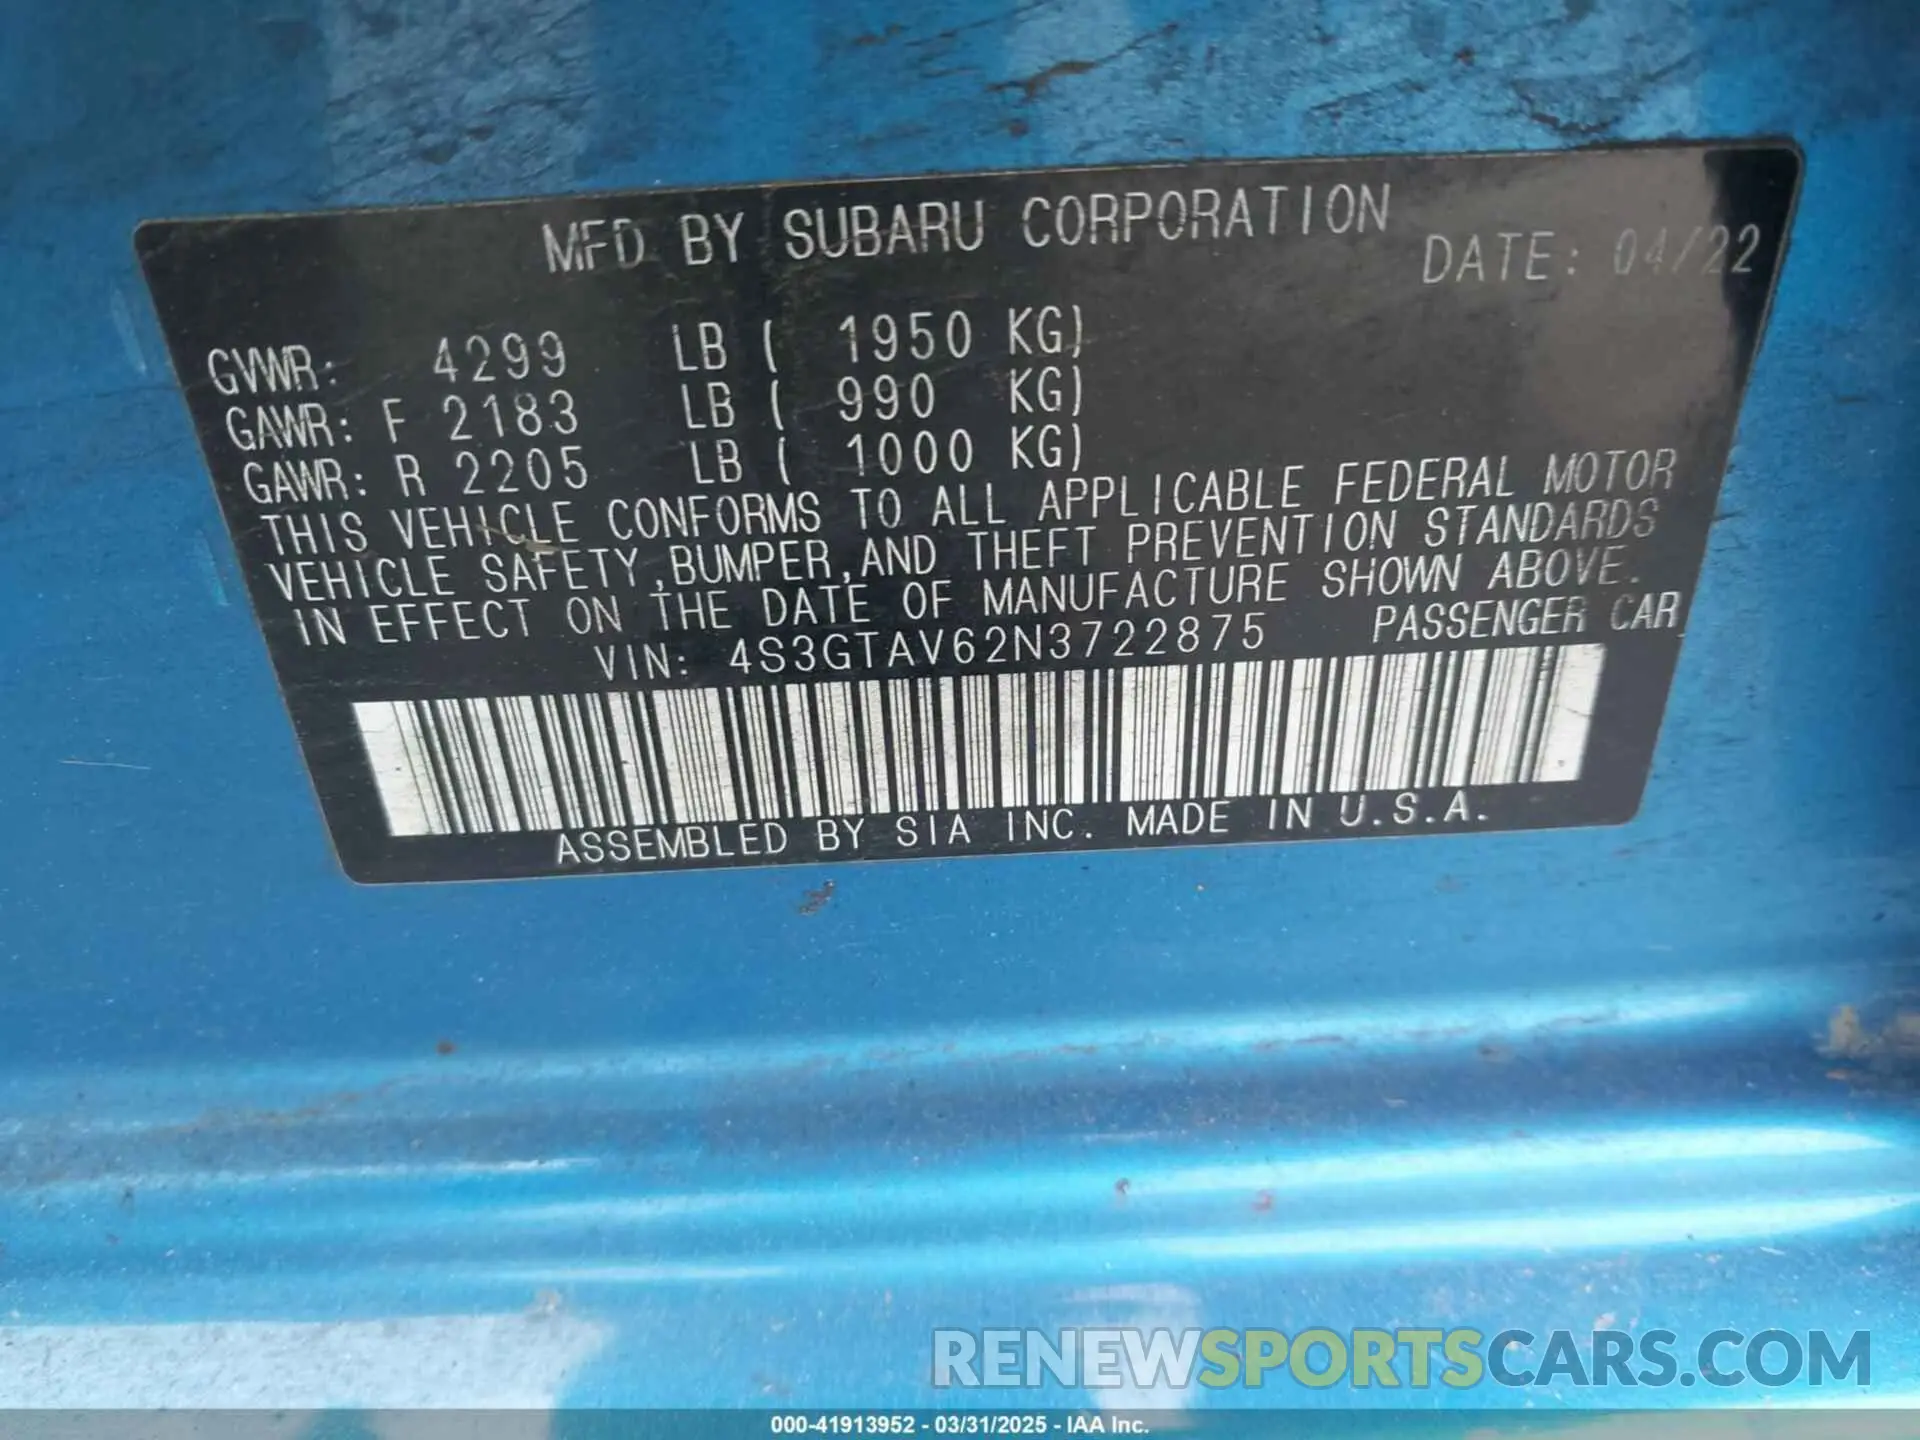 MFD BY SUBARU CORPORATION
DATE: 04/22
GVWR: 4299 LB ( 1950 KG)
GAWR: F 2183 LB ( 990 KG)
GAWR: R 2205 LB ( 1000 KG)
THIS VEHICLE CONFORMS TO ALL APPLICABLE FEDERAL MOTOR
VEHICLE SAFETY,BUMPER,AND THEFT PREVENTION STANDARDS
IN EFFECT ON THE DATE OF MANUFACTURE SHOWN ABOVE.
VIN: 4S3GTAV62N3722875 PASSENGER CAR
ASSEMBLED BY SIA INC. MADE IN U.S.A.
RENEWSPORTSCARS.COM
000-41913952 - 03/31/2025 - IAA Inc.